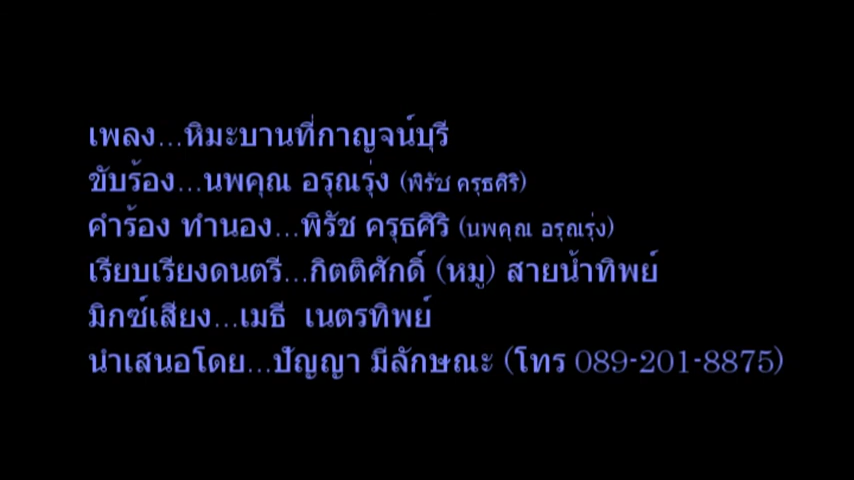 เพลง...หิมะบานที่กาญจน์บุรี
ขับร้อง...นพคุณ อรุณรุ่ง (พิรัช ครุธศิริ)
คำร้อง ทำนอง...พิรัช ครุธศิริ (นพคุณ อรุณรุ่ง)
เรียบเรียงดนตรี...กิตติศักดิ์ (หมู) สายน้ำทิพย์
มิกซ์เสียง...เมธี เนตรทิพย์
นำเสนอโดย...ปัญญา มีลักษณะ (โทร 089-201-8875)